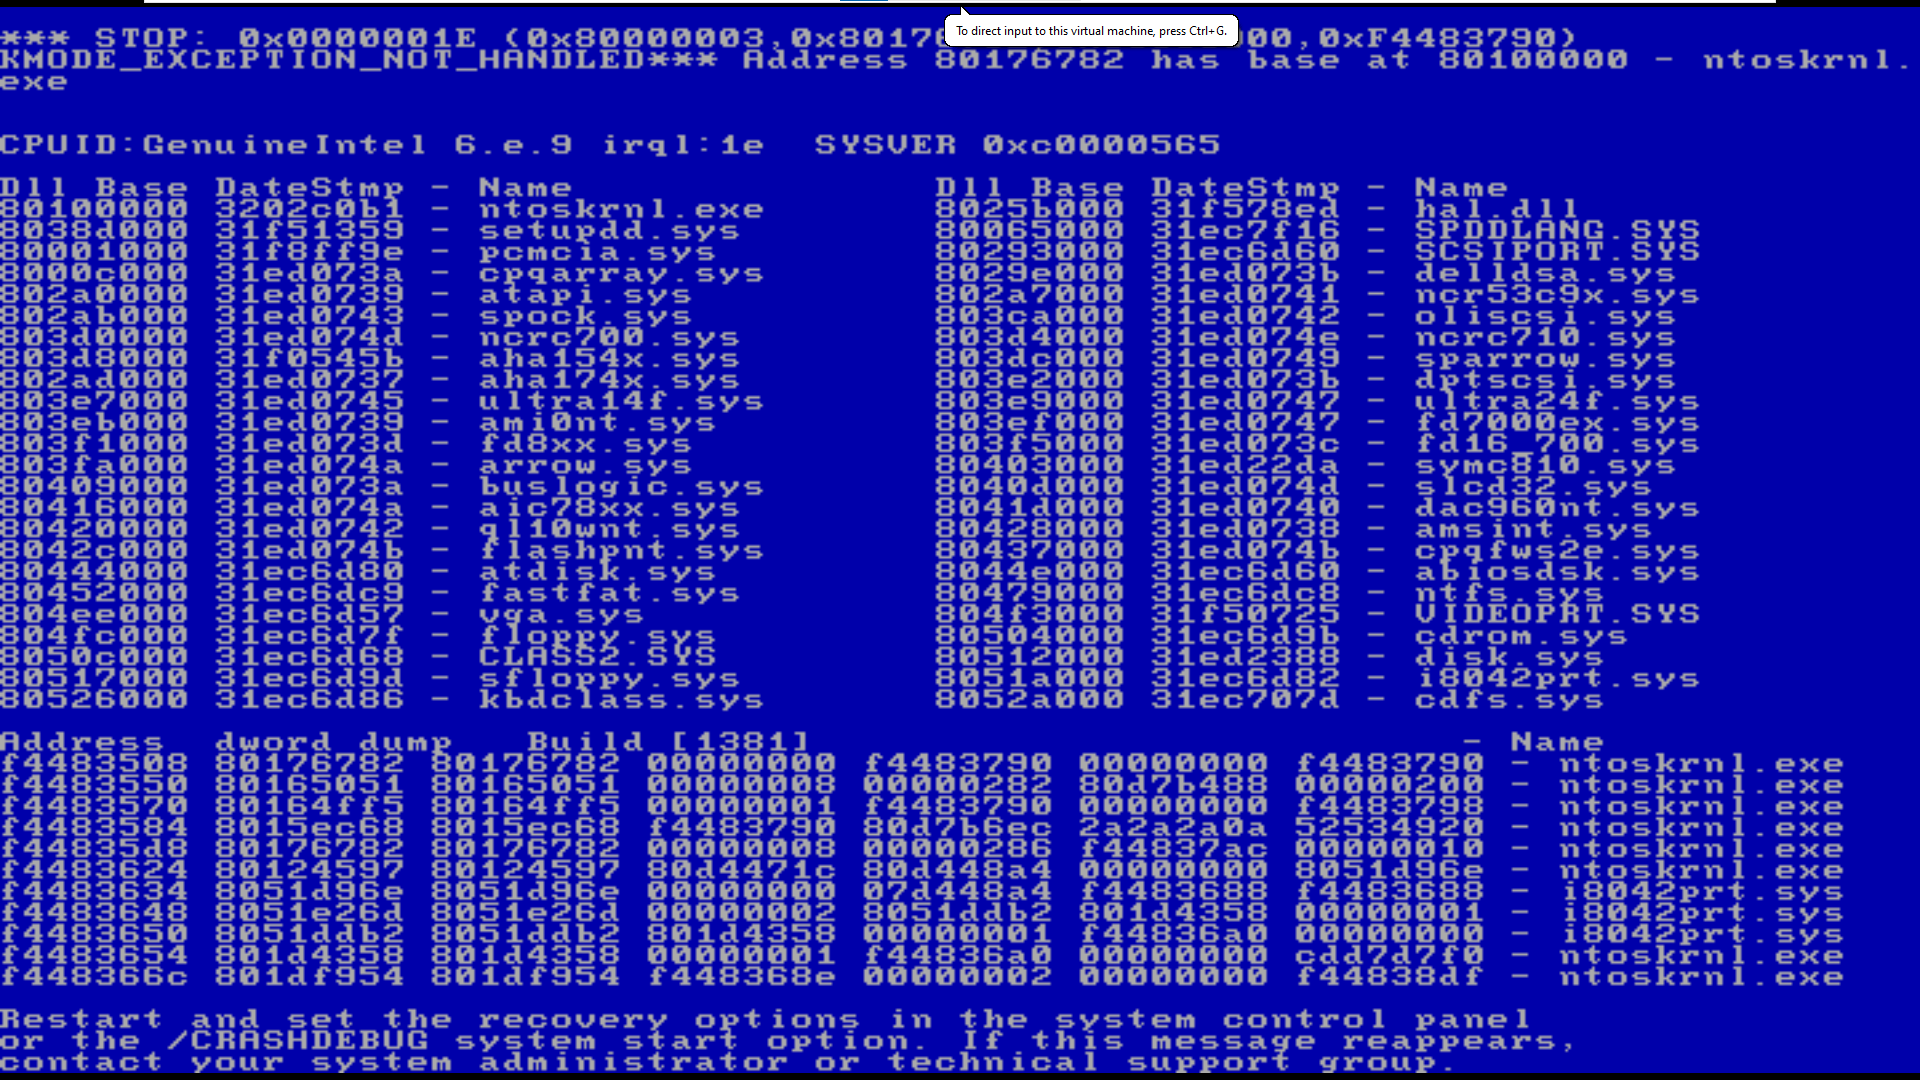 *** STOP: 0x0000001E (0x80000003,0x8017 00,0xF4483790)
To direct input to this virtual machine, press Ctrl+G.
KMODE_EXCEPTION_NOT_HANDLED*** Address 80176782 has base at 80100000 - ntoskrnl.
exe
CPUID:GenuineIntel 6.e.9 irql:1e SYSVER 0xc0000565
Dll Base DateStmp - Name Dll Base DateStmp - Name
80100000 3202c0b1 - ntoskrnl.exe 8025b000 31f578ed - hal.dll
8038d000 31f51359 - setupdd.sys 80065000 31ec7f16 - SPDDLANG.SYS
80001000 31f8ff9e - pcmcia.sys 80293000 31ec6d60 - SCSIPORT.SYS
8000c000 31ed073a - cpqarray.sys 8029e000 31ed073b - delldsa.sys
802a0000 31ed0739 - atapi.sys 802a7000 31ed0741 - ncr53c9x.sys
802ab000 31ed0743 - spock.sys 803ca000 31ed0742 - oliscsi.sys
803d0000 31ed074d - ncrc700.sys 803d4000 31ed074e - ncrc710.sys
803d8000 31f0545b - aha154x.sys 803dc000 31ed0749 - sparrow.sys
802ad000 31ed0737 - aha174x.sys 803e2000 31ed073b - dptscsi.sys
803e7000 31ed0745 - ultra14f.sys 803e9000 31ed0747 - ultra24f.sys
803eb000 31ed0739 - ami0nt.sys 803ef000 31ed0747 - fd7000ex.sys
803f1000 31ed073d - fd8xx.sys 803f5000 31ed073c - fd16_700.sys
803fa000 31ed074a - arrow.sys 80403000 31ed22da - symc810.sys
80409000 31ed073a - buslogic.sys 8040d000 31ed074d - slcd32.sys
80416000 31ed074a - aic78xx.sys 8041d000 31ed0740 - dac960nt.sys
80420000 31ed0742 - ql10wnt.sys 80428000 31ed0738 - amsint.sys
8042c000 31ed074b - flashpnt.sys 80437000 31ed074b - cpqfws2e.sys
80444000 31ec6d80 - atdisk.sys 8044e000 31ec6d60 - abiosdsk.sys
80452000 31ec6dc9 - fastfat.sys 80479000 31ec6dc8 - ntfs.sys
804ee000 31ec6d57 - vga.sys 804f3000 31f50725 - VIDEOPRT.SYS
804fc000 31ec6d7f - floppy.sys 80504000 31ec6d9b - cdrom.sys
8050c000 31ec6d68 - CLASS2.SYS 80512000 31ed2388 - disk.sys
80517000 31ec6d9d - sfloppy.sys 8051a000 31ec6d82 - i8042prt.sys
80526000 31ec6d86 - kbdclass.sys 8052a000 31ec707d - cdfs.sys
Address dword dump Build [1381] - Name
f4483508 80176782 80176782 00000000 f4483790 00000000 f4483790 - ntoskrnl.exe
f4483550 80165051 80165051 00000008 00000282 80d7b488 00000200 - ntoskrnl.exe
f4483570 80164ff5 80164ff5 00000001 f4483790 00000000 f4483798 - ntoskrnl.exe
f4483584 8015ec68 8015ec68 f4483790 80d7b6ec 2a2a2a0a 52534920 - ntoskrnl.exe
f44835d8 80176782 80176782 00000008 00000286 f44837ac 00000010 - ntoskrnl.exe
f4483624 80124597 80124597 80d4471c 80d448a4 00000000 8051d96e - ntoskrnl.exe
f4483634 8051d96e 8051d96e 00000000 07d448a4 f4483688 f4483688 - i8042prt.sys
f4483648 8051e26d 8051e26d 00000002 8051ddb2 801d4358 00000001 - i8042prt.sys
f4483650 8051ddb2 8051ddb2 801d4358 00000001 f44836a0 00000000 - i8042prt.sys
f4483654 801d4358 801d4358 00000001 f44836a0 00000000 cdd7d7f0 - ntoskrnl.exe
f448366c 801df954 801df954 f448368e 00000002 00000000 f44838df - ntoskrnl.exe
Restart and set the recovery options in the system control panel
or the /CRASHDEBUG system start option. If this message reappears,
contact your system administrator or technical support group.